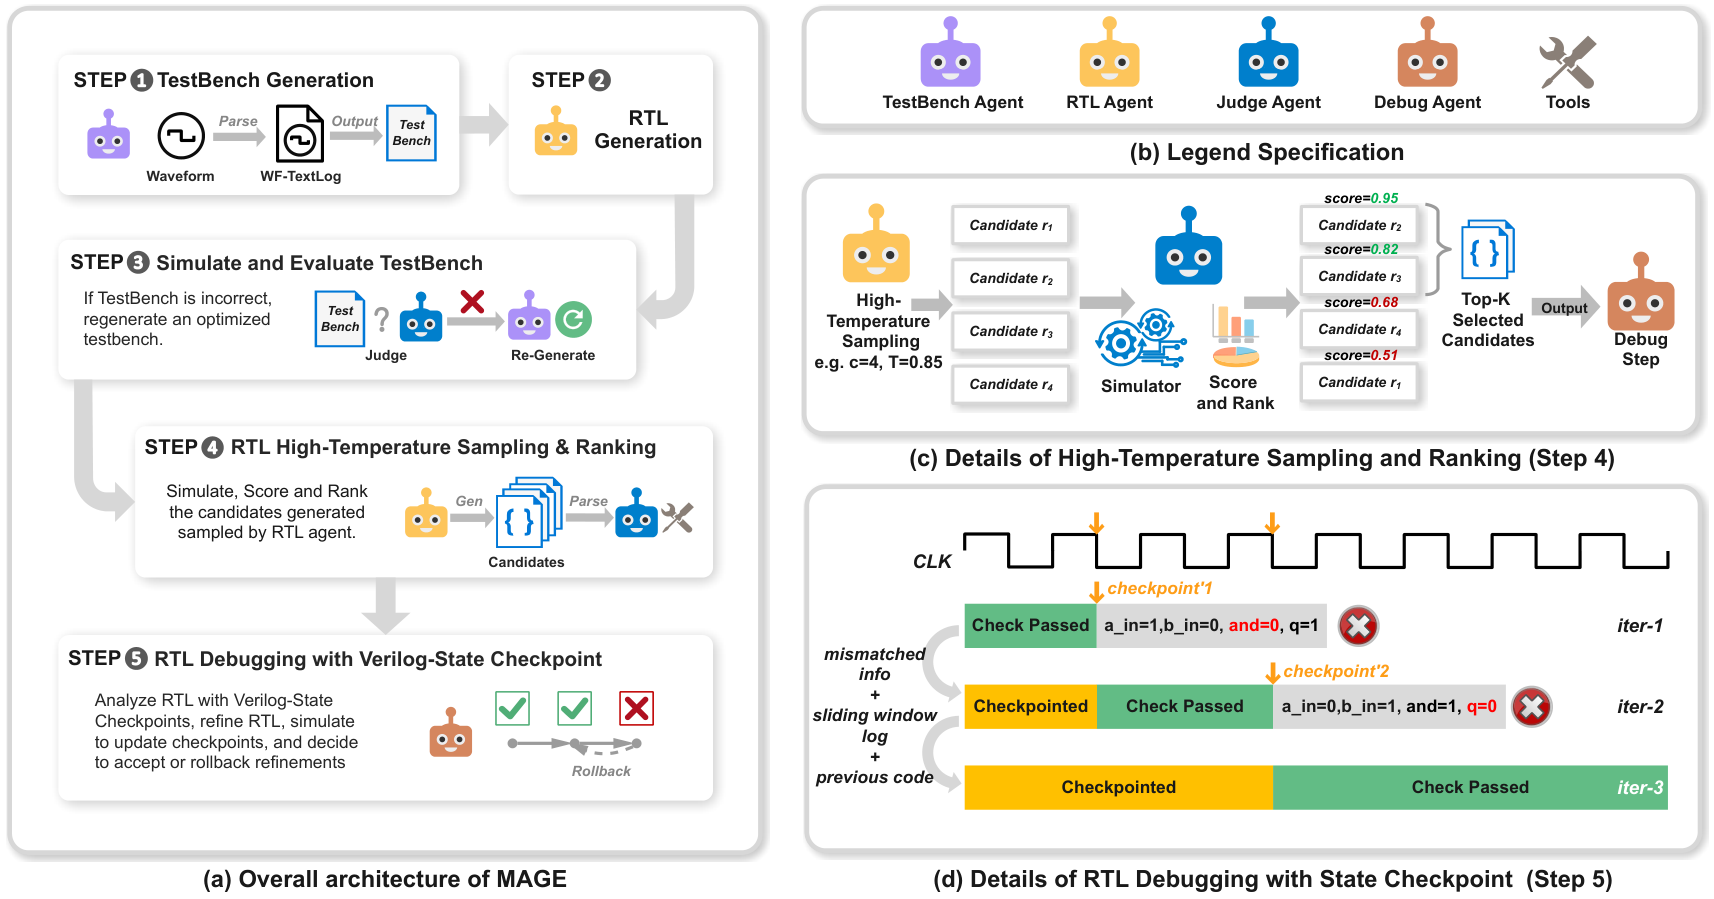 STEP 1 TestBench Generation
Parse
Output
Test
Bench
Waveform
WF-TextLog
STEP 2
RTL
Generation
STEP 3 Simulate and Evaluate TestBench
If TestBench is incorrect,
regenerate an optimized
testbench.
Test
Bench
?
Judge
Re-Generate
STEP 4 RTL High-Temperature Sampling & Ranking
Simulate, Score and Rank
the candidates generated
sampled by RTL agent.
Gen
{ }
Parse
Candidates
STEP 5 RTL Debugging with Verilog-State Checkpoint
Analyze RTL with Verilog-State
Checkpoints, refine RTL, simulate
to update checkpoints, and decide
to accept or rollback refinements
Rollback
(a) Overall architecture of MAGE
TestBench Agent
RTL Agent
Judge Agent
Debug Agent
Tools
(b) Legend Specification
High-
Temperature
Sampling
e.g. c=4, T=0.85
Candidate r1
Candidate r2
Candidate r3
Candidate r4
Simulator
Score
and Rank
score=0.95
Candidate r2
score=0.82
Candidate r3
score=0.68
Candidate r4
score=0.51
Candidate r1
{ }
Top-K
Selected
Candidates
Output
Debug
Step
(c) Details of High-Temperature Sampling and Ranking (Step 4)
CLK
checkpoint'1
Check Passed
a_in=1,b_in=0, and=0, q=1
iter-1
mismatched
info
+
sliding window
log
+
previous code
checkpoint'2
Checkpointed
Check Passed
a_in=0,b_in=1, and=1, q=0
iter-2
Checkpointed
Check Passed
iter-3
(d) Details of RTL Debugging with State Checkpoint (Step 5)